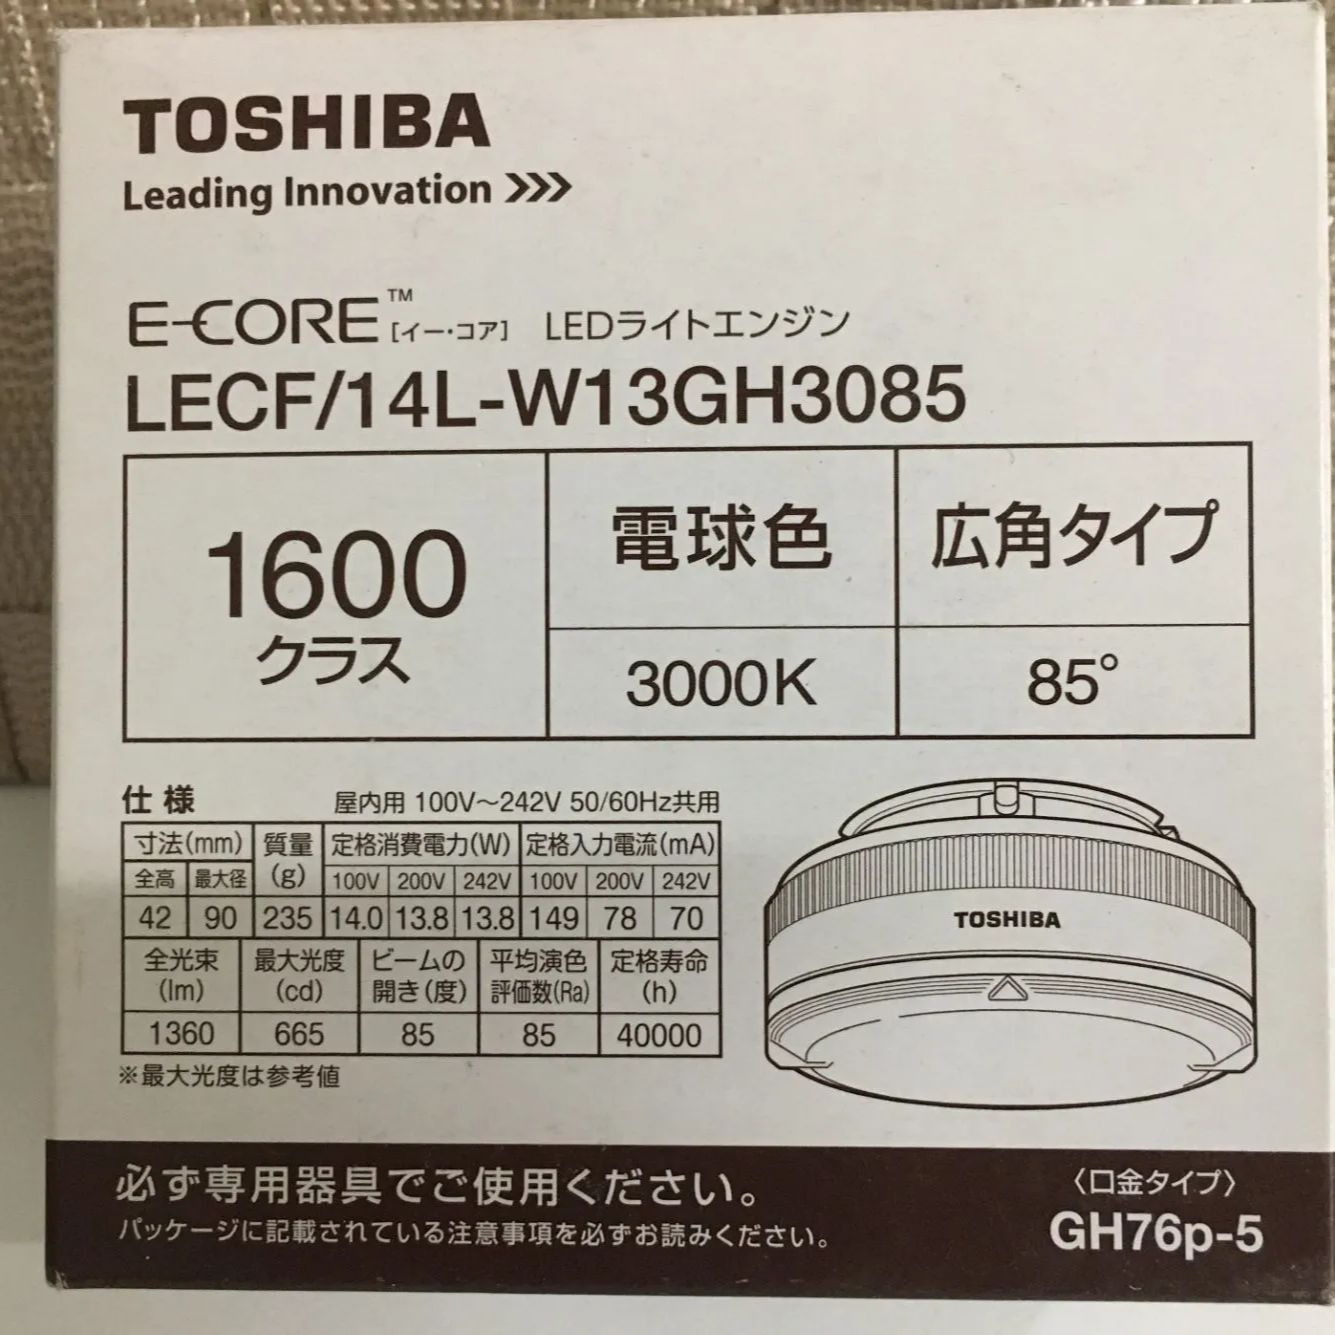 TOSHIBA
Leading Innovation >>>
E-CORE™ [イー・コア] LEDライトエンジン
LECF/14L-W13GH3085
1600 クラス
電球色 広角タイプ
3000K 85°
仕様 屋内用 100V〜242V 50/60Hz共用
寸法(mm) 質量(g) 定格消費電力(W) 定格入力電流(mA)
全高 最大径 100V 200V 242V 100V 200V 242V
42 90 235 14.0 13.8 13.8 149 78 70
全光束(lm) 最大光度(cd) ビームの開き(度) 平均演色評価数(Ra) 定格寿命(h)
1360 665 85 85 40000
※最大光度は参考値
TOSHIBA
必ず専用器具でご使用ください。
パッケージに記載されている注意事項を必ずお読みください。
〈口金タイプ〉
GH76p-5